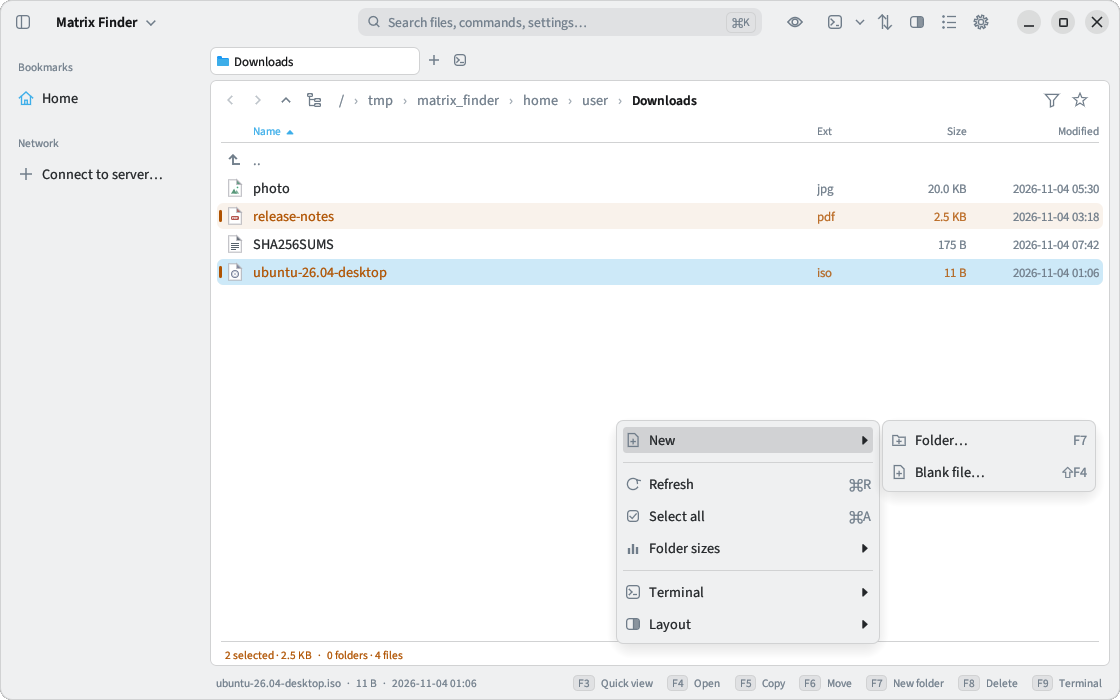 Matrix Finder
Search files, commands, settings…
⌘K
Bookmarks
Home
Network
Connect to server…
Downloads
/ › tmp › matrix_finder › home › user › Downloads
Name Ext Size Modified
..
photo jpg 20.0 KB 2026-11-04 05:30
release-notes pdf 2.5 KB 2026-11-04 03:18
SHA256SUMS 175 B 2026-11-04 07:42
ubuntu-26.04-desktop iso 11 B 2026-11-04 01:06
New
Folder… F7
Blank file… ⇧F4
Refresh ⌘R
Select all ⌘A
Folder sizes
Terminal
Layout
2 selected · 2.5 KB · 0 folders · 4 files
ubuntu-26.04-desktop.iso · 11 B · 2026-11-04 01:06
F3 Quick view F4 Open F5 Copy F6 Move F7 New folder F8 Delete F9 Terminal